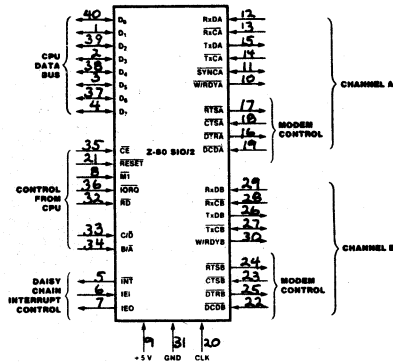 40 D0 RxDA 12
1 D1 RxCA 13
39 D2 TxDA 15
CPU DATA BUS
2 D3 TxCA 14
38 D4 SYNCA 11
3 D5 W/RDYA 10
37 D6
4 D7 RTSA 17
CHANNEL A
CTSA 18
MODEM CONTROL
DTRA 16
35 CE DCDA 19
Z-80 SIO/2
21 RESET
8 M1
36 IORQ RxDB 29
32 RD RxCB 28
CONTROL FROM CPU
TxDB 26
33 C/D TxCB 27
34 B/A W/RDYB 30
CHANNEL B
RTSB 24
5 INT CTSB 23
MODEM CONTROL
6 IEI DTRB 25
7 IEO DCDB 22
DAISY CHAIN INTERRUPT CONTROL
9 31 20
+5 V GND CLK